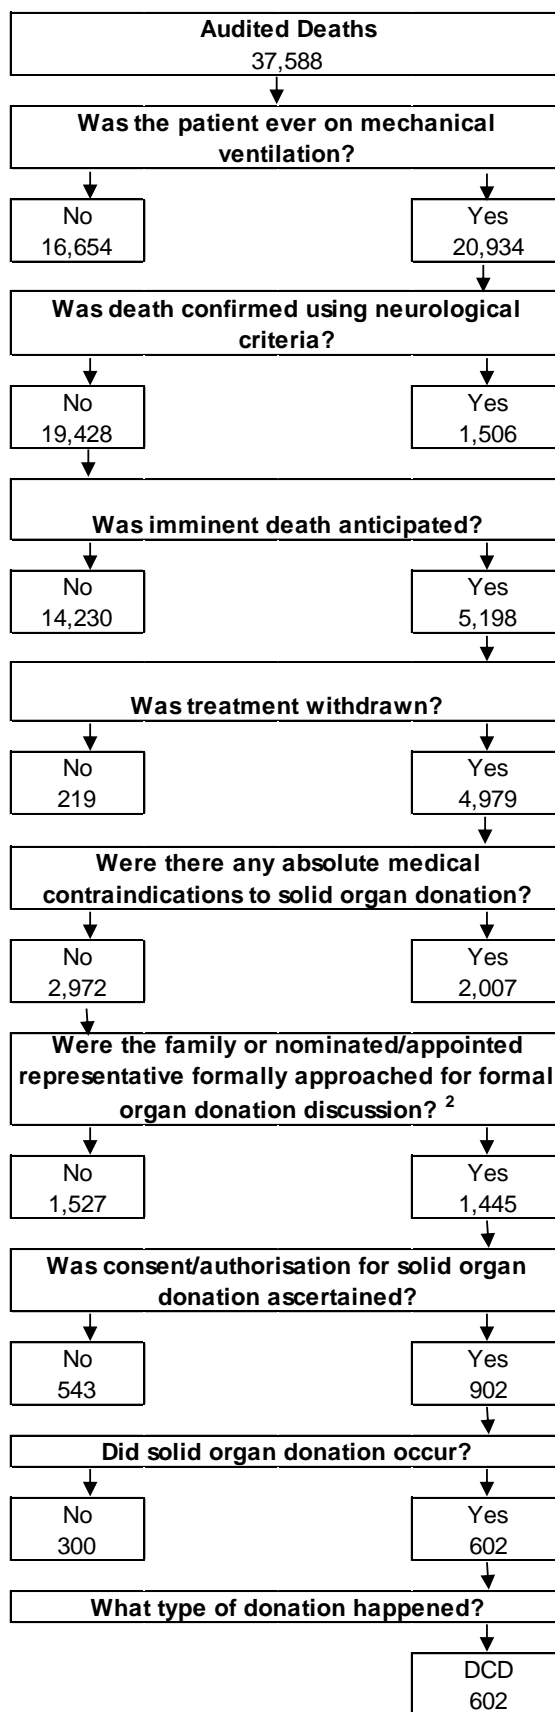 Audited Deaths
37,588
Was the patient ever on mechanical
ventilation?
No
16,654
Yes
20,934
Was death confirmed using neurological
criteria?
No
19,428
Yes
1,506
Was imminent death anticipated?
No
14,230
Yes
5,198
Was treatment withdrawn?
No
219
Yes
4,979
Were there any absolute medical
contraindications to solid organ donation?
No
2,972
Yes
2,007
Were the family or nominated/appointed
representative formally approached for formal
organ donation discussion? ²
No
1,527
Yes
1,445
Was consent/authorisation for solid organ
donation ascertained?
No
543
Yes
902
Did solid organ donation occur?
No
300
Yes
602
What type of donation happened?
DCD
602